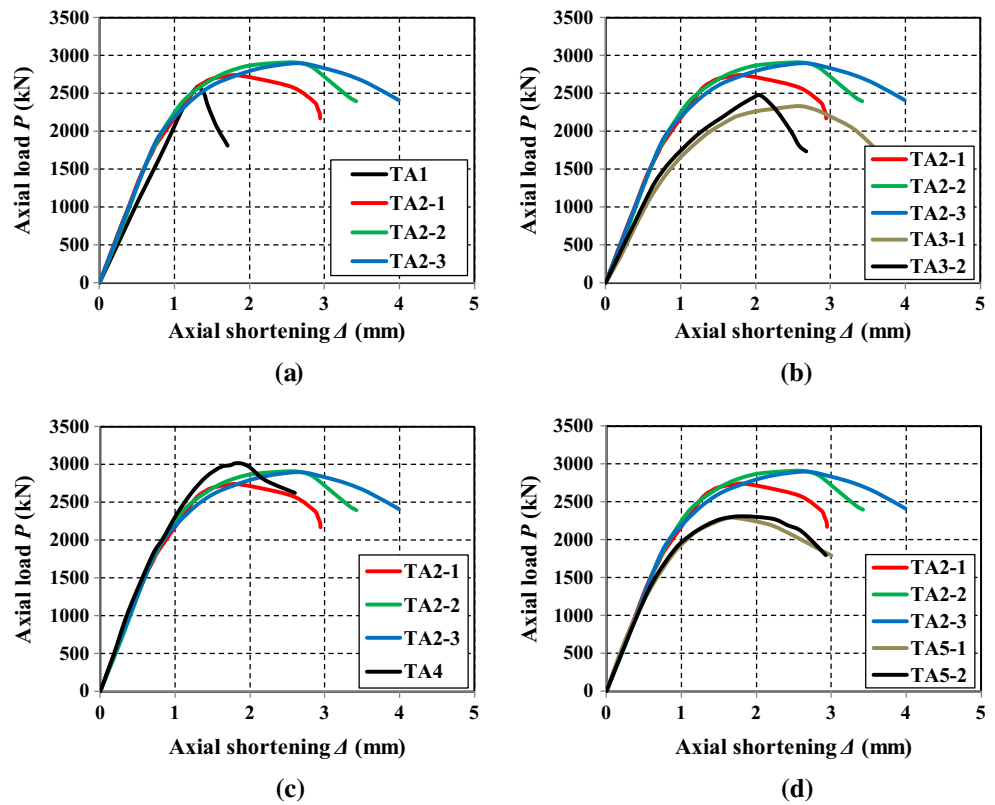 3500
3000
2500
2000
1500
1000
500
0
Axial load P (kN)
TA1
TA2-1
TA2-2
TA2-3
0 1 2 3 4 5
Axial shortening Δ (mm)
(a)
3500
3000
2500
2000
1500
1000
500
0
Axial load P (kN)
TA2-1
TA2-2
TA2-3
TA3-1
TA3-2
0 1 2 3 4 5
Axial shortening Δ (mm)
(b)
3500
3000
2500
2000
1500
1000
500
0
Axial load P (kN)
TA2-1
TA2-2
TA2-3
TA4
0 1 2 3 4 5
Axial shortening Δ (mm)
(c)
3500
3000
2500
2000
1500
1000
500
0
Axial load P (kN)
TA2-1
TA2-2
TA2-3
TA5-1
TA5-2
0 1 2 3 4 5
Axial shortening Δ (mm)
(d)